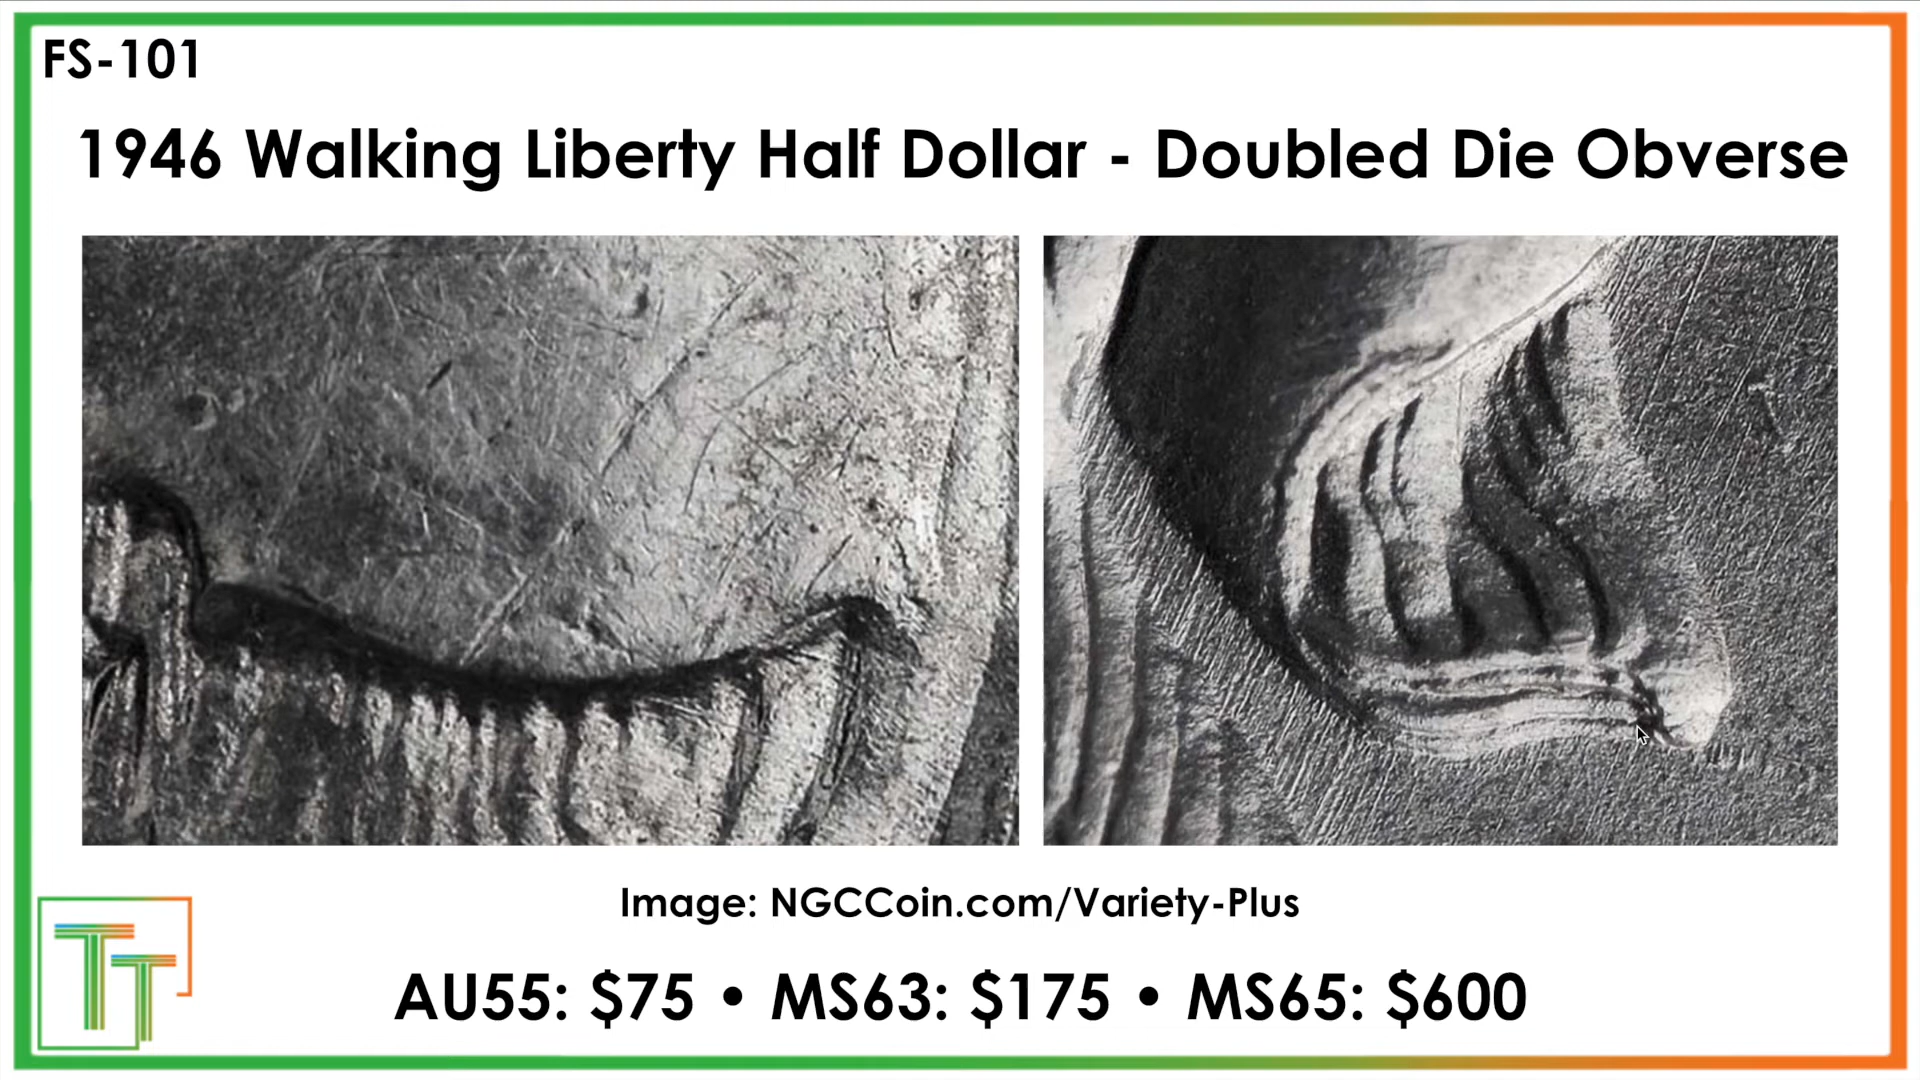 FS-101
1946 Walking Liberty Half Dollar - Doubled Die Obverse
Image: NGCCoin.com/Variety-Plus
TT
AU55: $75 • MS63: $175 • MS65: $600